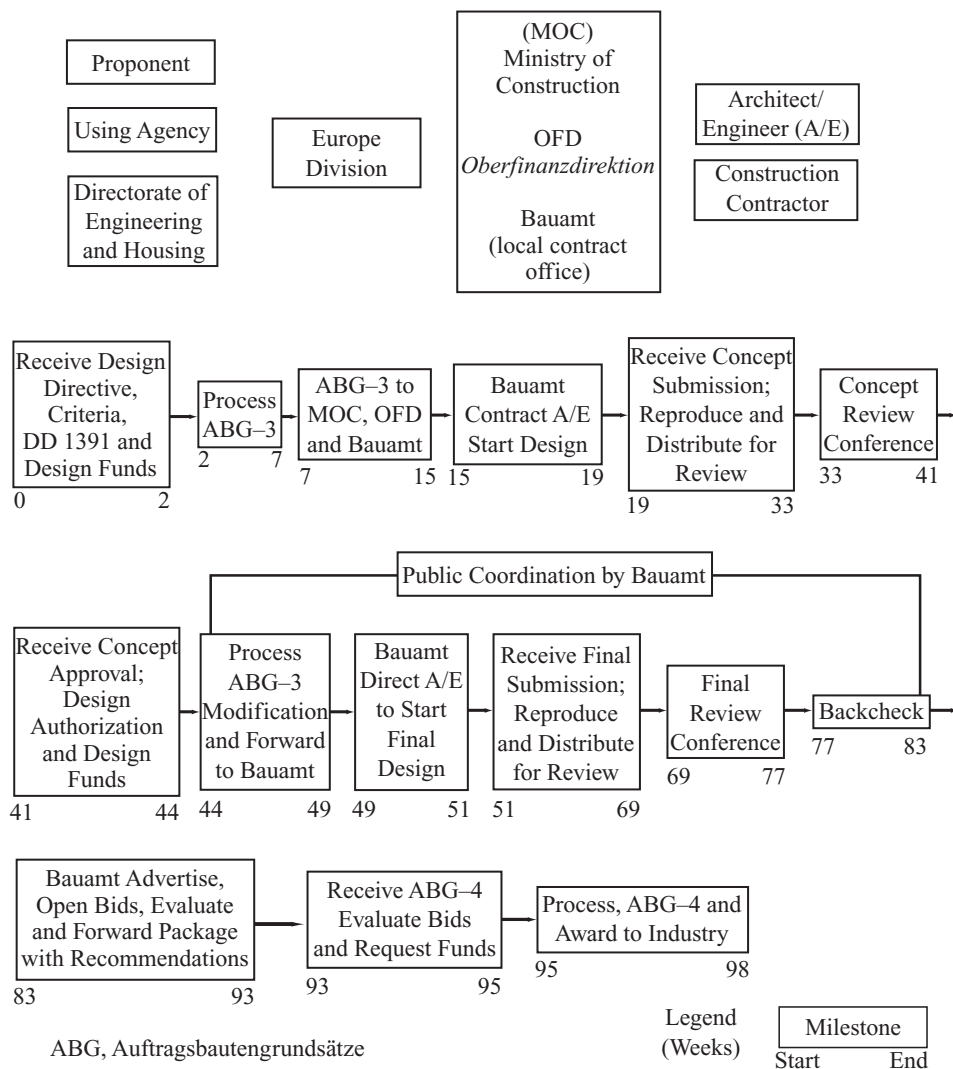 Proponent
Using Agency
Directorate of
Engineering
and Housing
Europe
Division
(MOC)
Ministry of
Construction
OFD
Oberfinanzdirektion
Bauamt
(local contract
office)
Architect/
Engineer (A/E)
Construction
Contractor
Receive Design
Directive,
Criteria,
DD 1391 and
Design Funds
0 2
Process
ABG–3
2 7
ABG–3 to
MOC, OFD
and Bauamt
7 15
Bauamt
Contract A/E
Start Design
15 19
Receive Concept
Submission;
Reproduce and
Distribute for
Review
19 33
Concept
Review
Conference
33 41
Public Coordination by Bauamt
Receive Concept
Approval;
Design
Authorization
and Design
Funds
41 44
Process
ABG–3
Modification
and Forward
to Bauamt
44 49
Bauamt
Direct A/E
to Start
Final
Design
49 51
Receive Final
Submission;
Reproduce
and Distribute
for Review
51 69
Final
Review
Conference
69 77
Backcheck
77 83
Bauamt Advertise,
Open Bids, Evaluate
and Forward Package
with Recommendations
83 93
Receive ABG–4
Evaluate Bids
and Request Funds
93 95
Process, ABG–4 and
Award to Industry
95 98
ABG, Auftragsbautengrundsätze
Legend
(Weeks)
Milestone
Start End